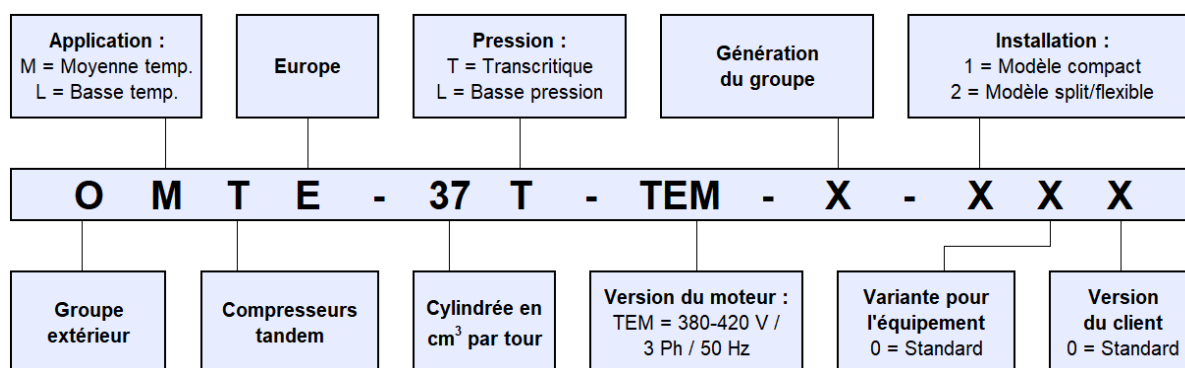 Application :
M = Moyenne temp.
L = Basse temp.
Europe
Pression :
T = Transcritique
L = Basse pression
Génération
du groupe
Installation :
1 = Modèle compact
2 = Modèle split/flexible
O M T E - 37 T - TEM - X - X X X
Groupe
extérieur
Compresseurs
tandem
Cylindrée en
cm³ par tour
Version du moteur :
TEM = 380-420 V /
3 Ph / 50 Hz
Variante pour
l'équipement
0 = Standard
Version
du client
0 = Standard